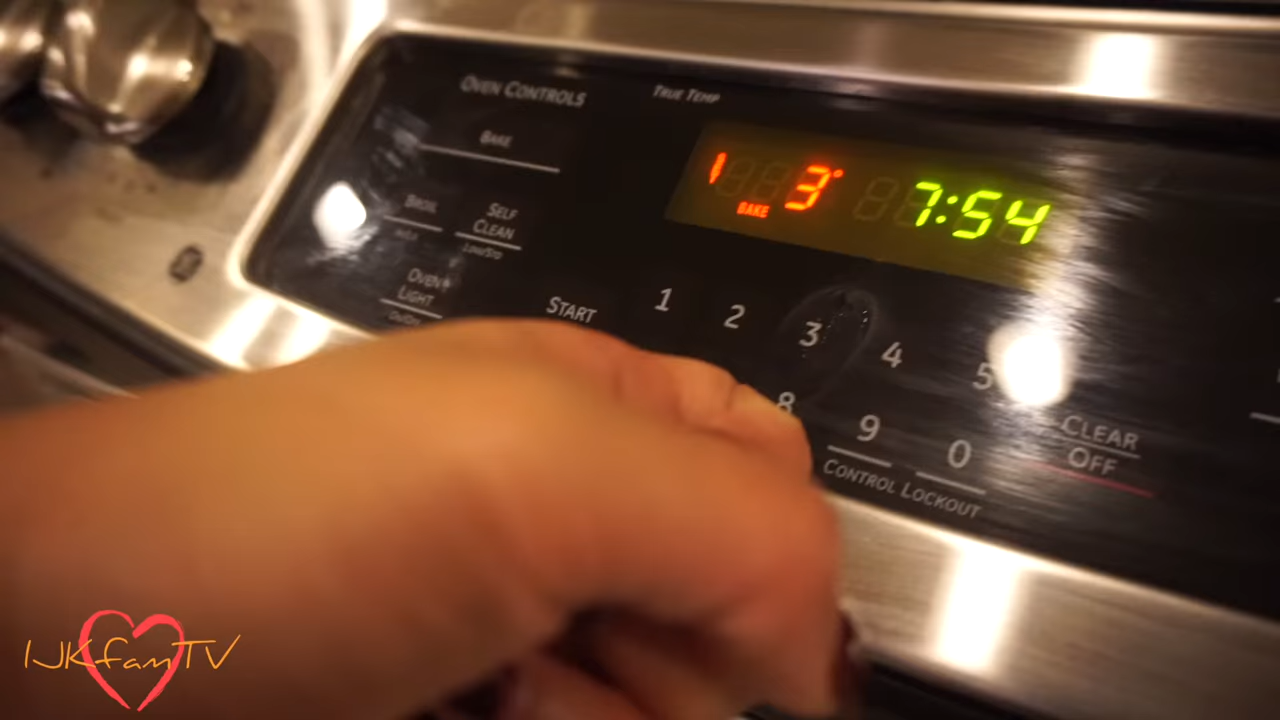 OVEN CONTROLS
TRUE TEMP
BAKE
1 3°
BAKE
7:54
BROIL
SELF
CLEAN
OVEN
LIGHT
START
1 2 3 4 5
8 9 0
CLEAR
OFF
CONTROL LOCKOUT
IJKfamTV